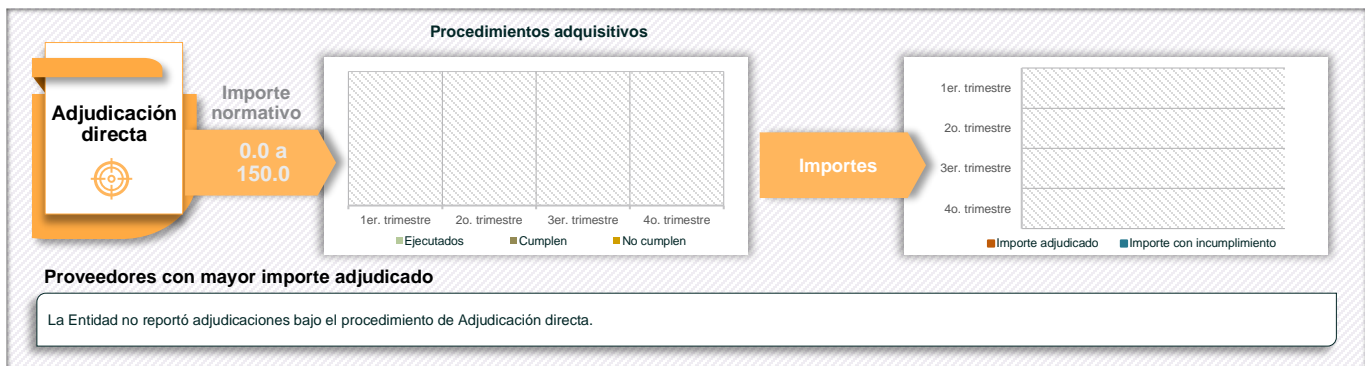 Procedimientos adquisitivos
Adjudicación
directa
Importe
normativo
0.0 a
150.0
1er. trimestre
2o. trimestre
3er. trimestre
4o. trimestre
Ejecutados
Cumplen
No cumplen
Importes
1er. trimestre
2o. trimestre
3er. trimestre
4o. trimestre
Importe adjudicado
Importe con incumplimiento
Proveedores con mayor importe adjudicado
La Entidad no reportó adjudicaciones bajo el procedimiento de Adjudicación directa.